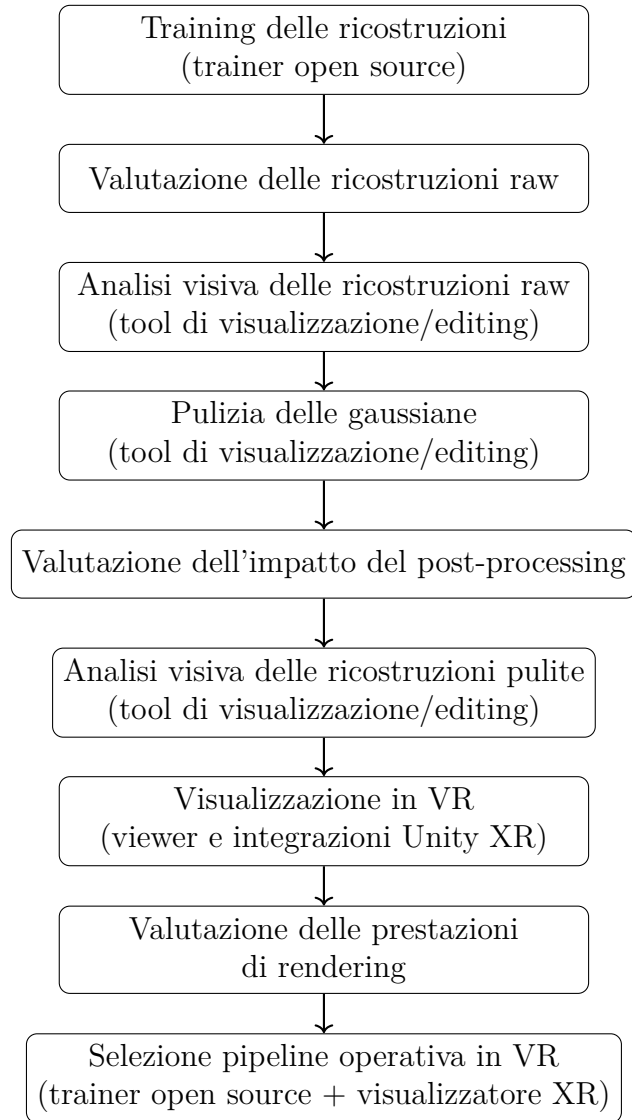 Training delle ricostruzioni
(trainer open source)
Valutazione delle ricostruzioni raw
Analisi visiva delle ricostruzioni raw
(tool di visualizzazione/editing)
Pulizia delle gaussiane
(tool di visualizzazione/editing)
Valutazione dell'impatto del post-processing
Analisi visiva delle ricostruzioni pulite
(tool di visualizzazione/editing)
Visualizzazione in VR
(viewer e integrazioni Unity XR)
Valutazione delle prestazioni
di rendering
Selezione pipeline operativa in VR
(trainer open source + visualizzatore XR)